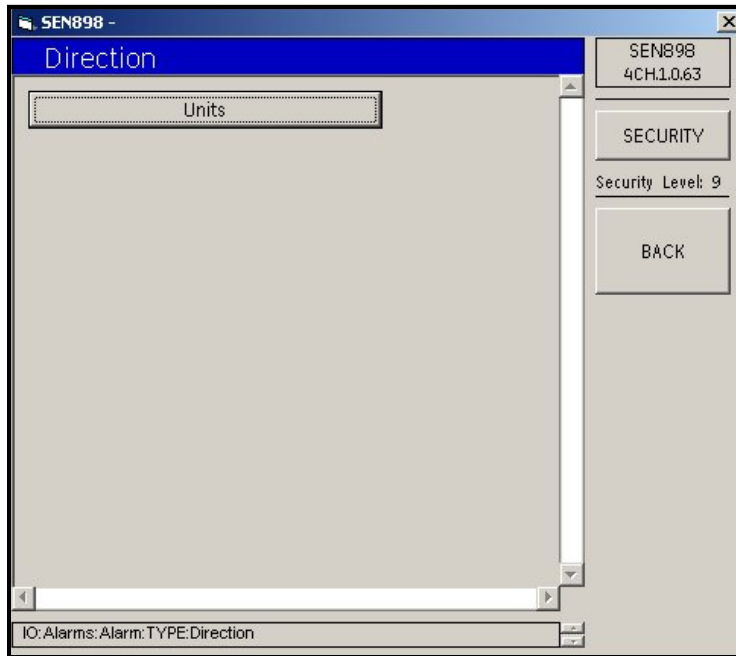 SEN898 -
Direction
Units
SEN898
4CH.1.0.63
SECURITY
Security Level: 9
BACK
IO:Alarms:Alarm:TYPE:Direction